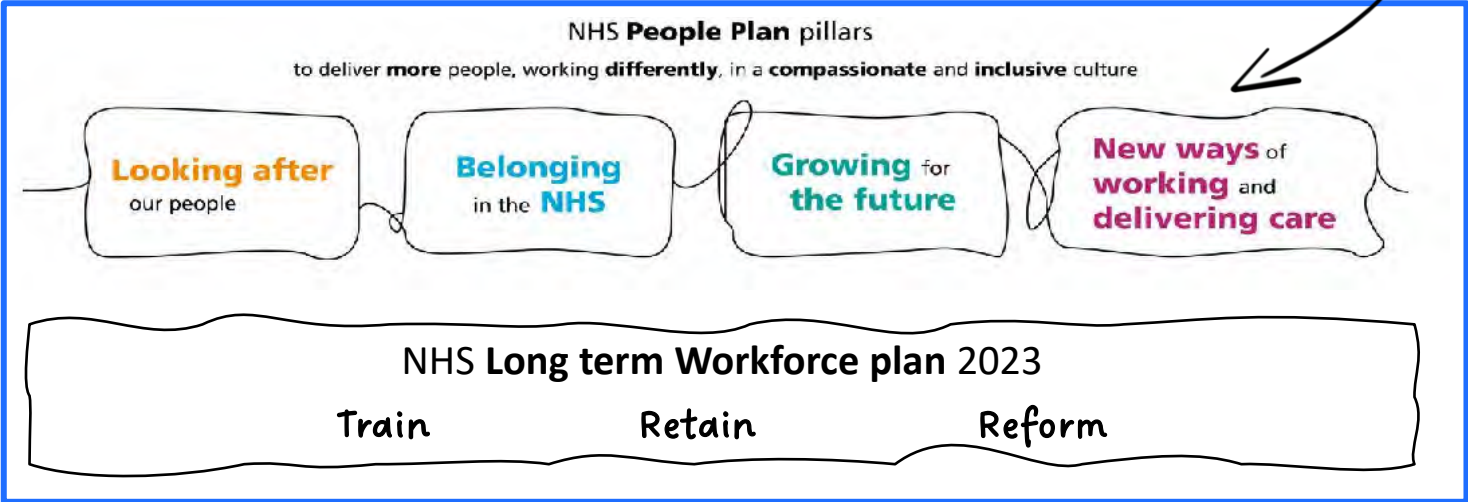 NHS People Plan pillars
to deliver more people, working differently, in a compassionate and inclusive culture
Looking after
our people
Belonging
in the NHS
Growing for
the future
New ways of
working and
delivering care
NHS Long term Workforce plan 2023
Train Retain Reform